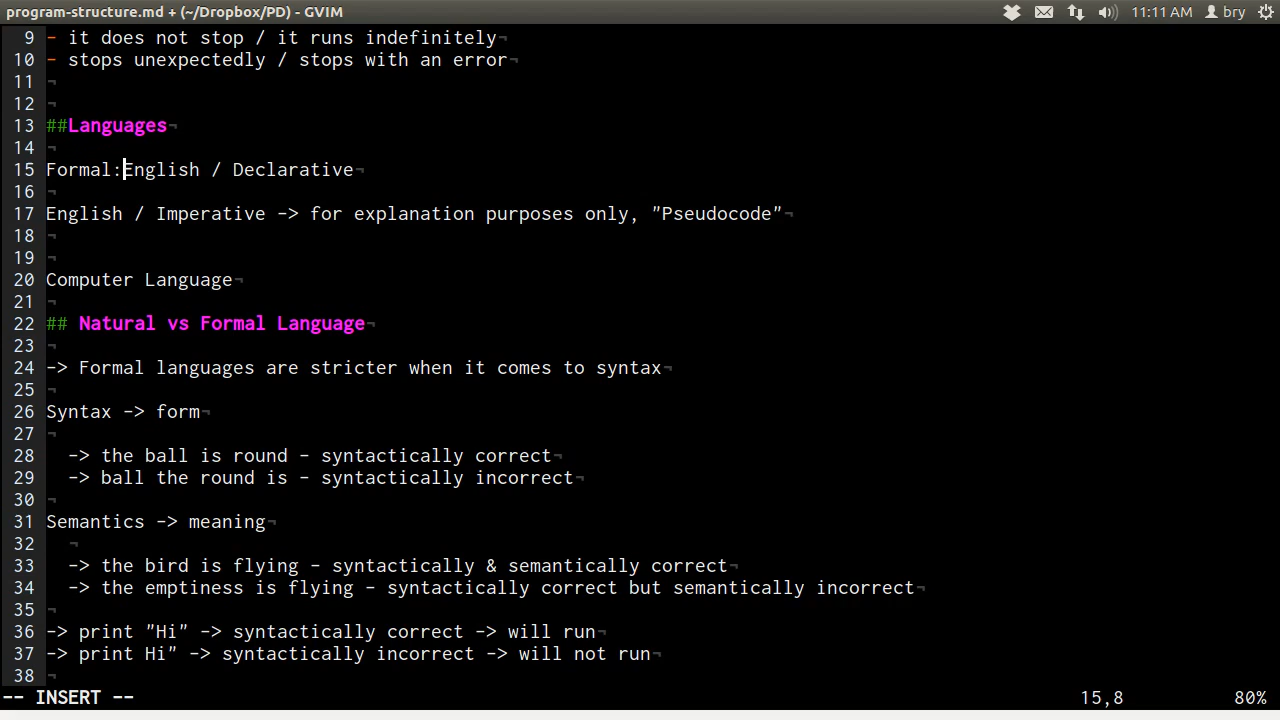 program-structure.md + (~/Dropbox/PD) - GVIM 11:11 AM bry
9 - it does not stop / it runs indefinitely¬
10 - stops unexpectedly / stops with an error¬
11 ¬
12 ¬
13 ##Languages¬
14 ¬
15 Formal:English / Declarative¬
16 ¬
17 English / Imperative -> for explanation purposes only, "Pseudocode"¬
18 ¬
19 ¬
20 Computer Language¬
21 ¬
22 ## Natural vs Formal Language¬
23 ¬
24 -> Formal languages are stricter when it comes to syntax¬
25 ¬
26 Syntax -> form¬
27 ¬
28 -> the ball is round - syntactically correct¬
29 -> ball the round is - syntactically incorrect¬
30 ¬
31 Semantics -> meaning¬
32 ¬
33 -> the bird is flying - syntactically & semantically correct¬
34 -> the emptiness is flying - syntactically correct but semantically incorrect¬
35 ¬
36 -> print "Hi" -> syntactically correct -> will run¬
37 -> print Hi" -> syntactically incorrect -> will not run¬
38 ¬
-- INSERT -- 15,8 80%